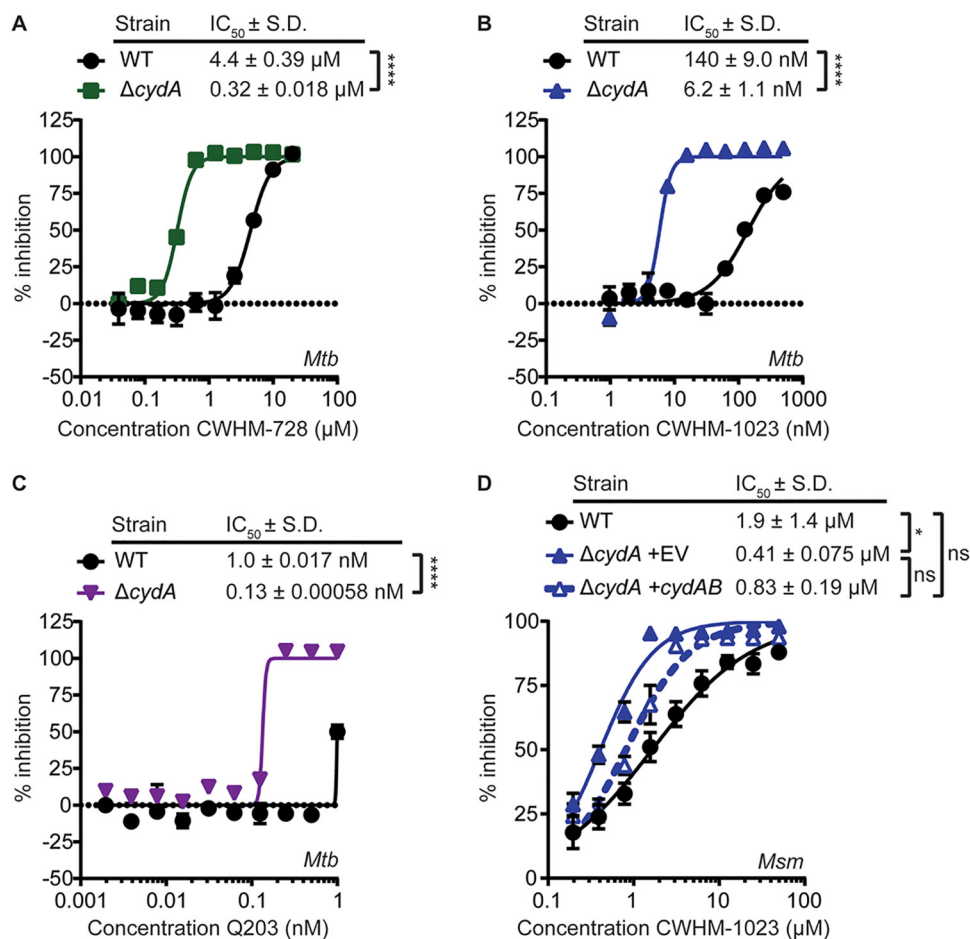 A
Strain IC50 ± S.D.
WT 4.4 ± 0.39 µM
ΔcydA 0.32 ± 0.018 µM
****
125
100
75
50
25
0
-25
-50
% inhibition
Mtb
0.01 0.1 1 10 100
Concentration CWHM-728 (µM)
B
Strain IC50 ± S.D.
WT 140 ± 9.0 nM
ΔcydA 6.2 ± 1.1 nM
****
125
100
75
50
25
0
-25
-50
% inhibition
Mtb
0.1 1 10 100 1000
Concentration CWHM-1023 (nM)
C
Strain IC50 ± S.D.
WT 1.0 ± 0.017 nM
ΔcydA 0.13 ± 0.00058 nM
****
125
100
75
50
25
0
-25
-50
% inhibition
Mtb
0.001 0.01 0.1 1
Concentration Q203 (nM)
D
Strain IC50 ± S.D.
WT 1.9 ± 1.4 µM
ΔcydA +EV 0.41 ± 0.075 µM
ΔcydA +cydAB 0.83 ± 0.19 µM
*
ns
ns
100
75
50
25
0
% inhibition
Msm
0.1 1 10 100
Concentration CWHM-1023 (µM)